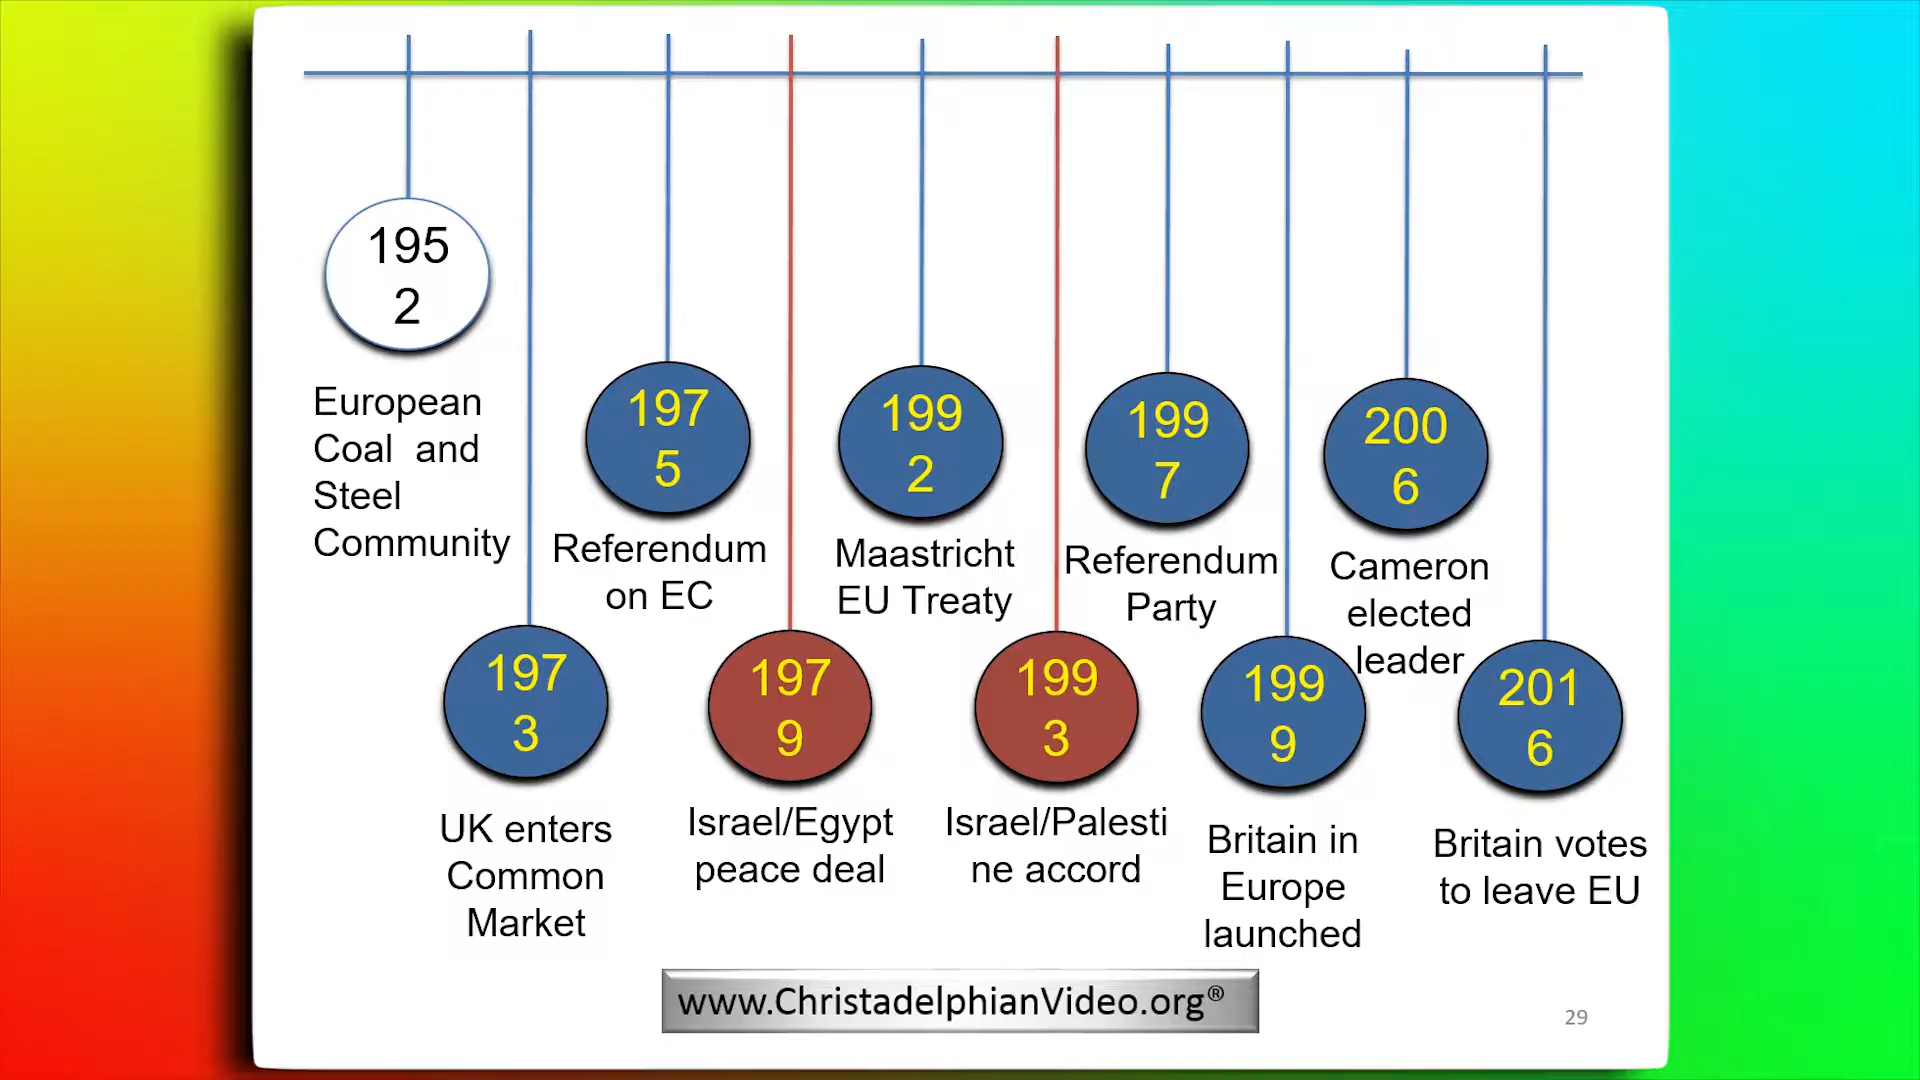 195
2
European
Coal and
Steel
Community
197
3
UK enters
Common
Market
197
5
Referendum
on EC
197
9
Israel/Egypt
peace deal
199
2
Maastricht
EU Treaty
199
3
Israel/Palesti
ne accord
199
7
Referendum
Party
199
9
Britain in
Europe
launched
200
6
Cameron
elected
leader
201
6
Britain votes
to leave EU
www.ChristadelphianVideo.org®
29